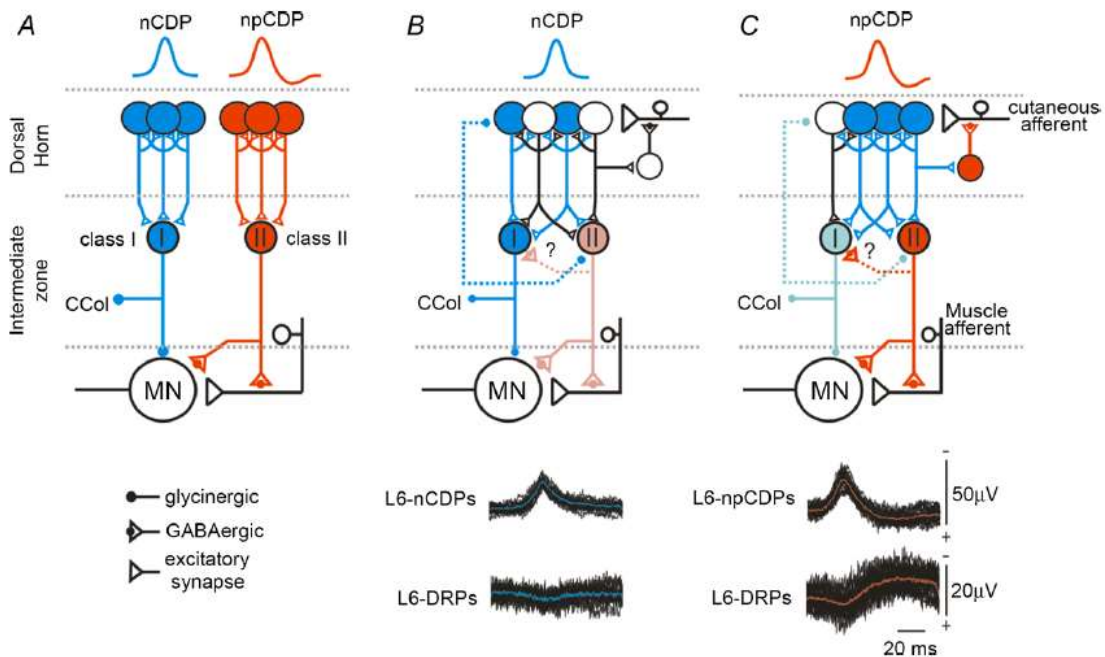 A
nCDP
npCDP
B
nCDP
C
npCDP
Dorsal
Horn
cutaneous
afferent
Intermediate
zone
class I
I
II
class II
CCol
MN
I
II
?
CCol
MN
I
II
?
CCol
Muscle
afferent
MN
glycinergic
GABAergic
excitatory
synapse
L6-nCDPs
L6-npCDPs
-
50μV
+
L6-DRPs
L6-DRPs
-
20μV
+
20 ms